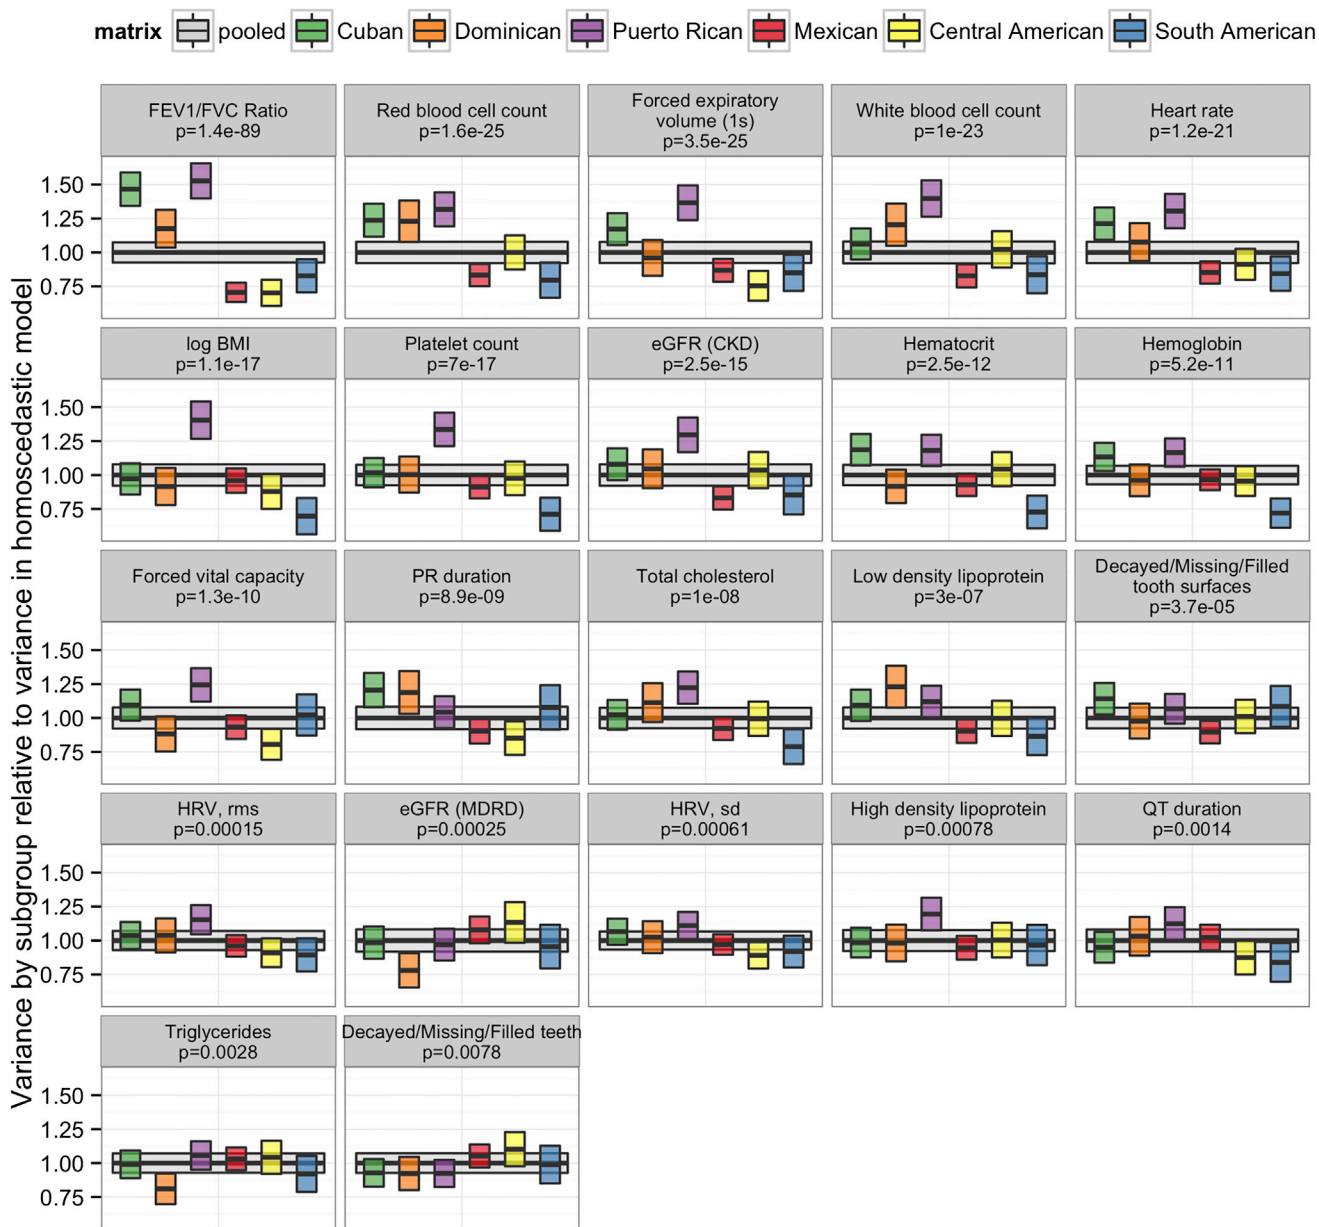 matrix pooled Cuban Dominican Puerto Rican Mexican Central American South American
Variance by subgroup relative to variance in homoscedastic model
FEV1/FVC Ratio
p=1.4e-89
Red blood cell count
p=1.6e-25
Forced expiratory
volume (1s)
p=3.5e-25
White blood cell count
p=1e-23
Heart rate
p=1.2e-21
1.50
1.25
1.00
0.75
log BMI
p=1.1e-17
Platelet count
p=7e-17
eGFR (CKD)
p=2.5e-15
Hematocrit
p=2.5e-12
Hemoglobin
p=5.2e-11
1.50
1.25
1.00
0.75
Forced vital capacity
p=1.3e-10
PR duration
p=8.9e-09
Total cholesterol
p=1e-08
Low density lipoprotein
p=3e-07
Decayed/Missing/Filled
tooth surfaces
p=3.7e-05
1.50
1.25
1.00
0.75
HRV, rms
p=0.00015
eGFR (MDRD)
p=0.00025
HRV, sd
p=0.00061
High density lipoprotein
p=0.00078
QT duration
p=0.0014
1.50
1.25
1.00
0.75
Triglycerides
p=0.0028
Decayed/Missing/Filled teeth
p=0.0078
1.50
1.25
1.00
0.75